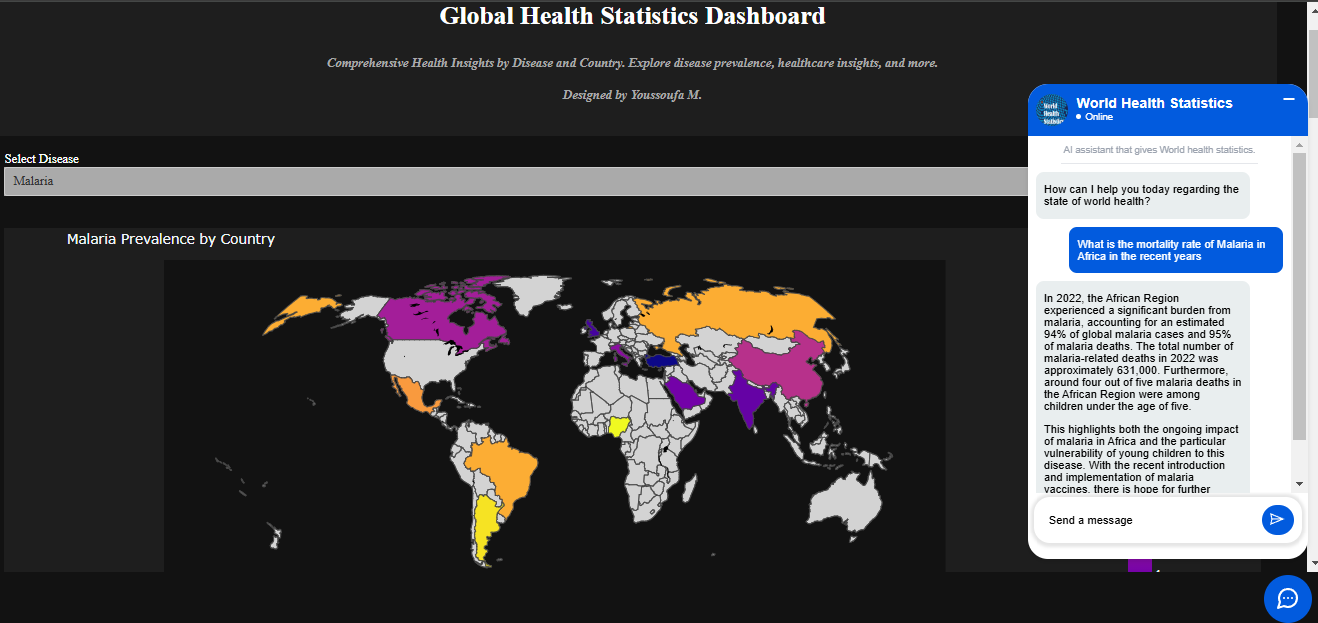 Global Health Statistics Dashboard
Comprehensive Health Insights by Disease and Country. Explore disease prevalence, healthcare insights, and more.
Designed by Youssoufa M.
Select Disease
Malaria
Malaria Prevalence by Country
World Health Statistics
World Health Statistics
Online
AI assistant that gives World health statistics.
How can I help you today regarding the
state of world health?
What is the mortality rate of Malaria in
Africa in the recent years
In 2022, the African Region
experienced a significant burden from
malaria, accounting for an estimated
94% of global malaria cases and 95%
of malaria deaths. The total number of
malaria-related deaths in 2022 was
approximately 631,000. Furthermore,
around four out of five malaria deaths in
the African Region were among
children under the age of five.
This highlights both the ongoing impact
of malaria in Africa and the particular
vulnerability of young children to this
disease. With the recent introduction
and implementation of malaria
vaccines, there is hope for further
Send a message